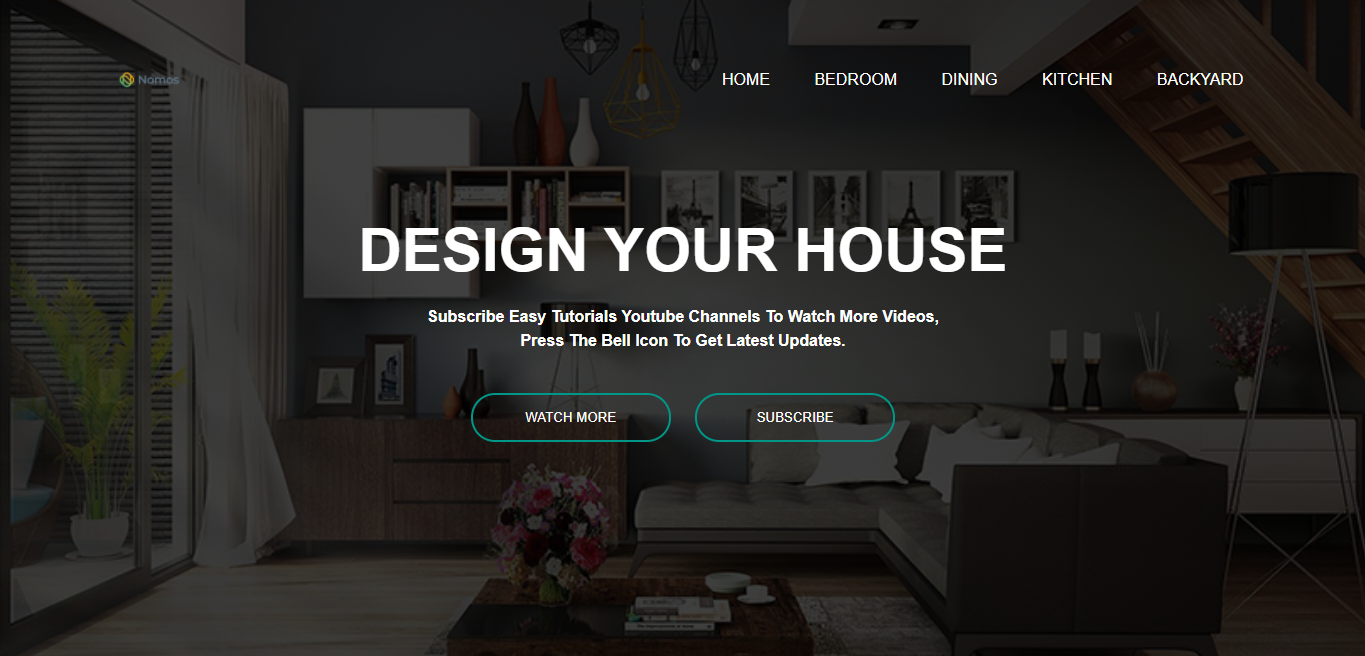 Namas
HOME
BEDROOM
DINING
KITCHEN
BACKYARD
DESIGN YOUR HOUSE
Subscribe Easy Tutorials Youtube Channels To Watch More Videos,
Press The Bell Icon To Get Latest Updates.
WATCH MORE
SUBSCRIBE